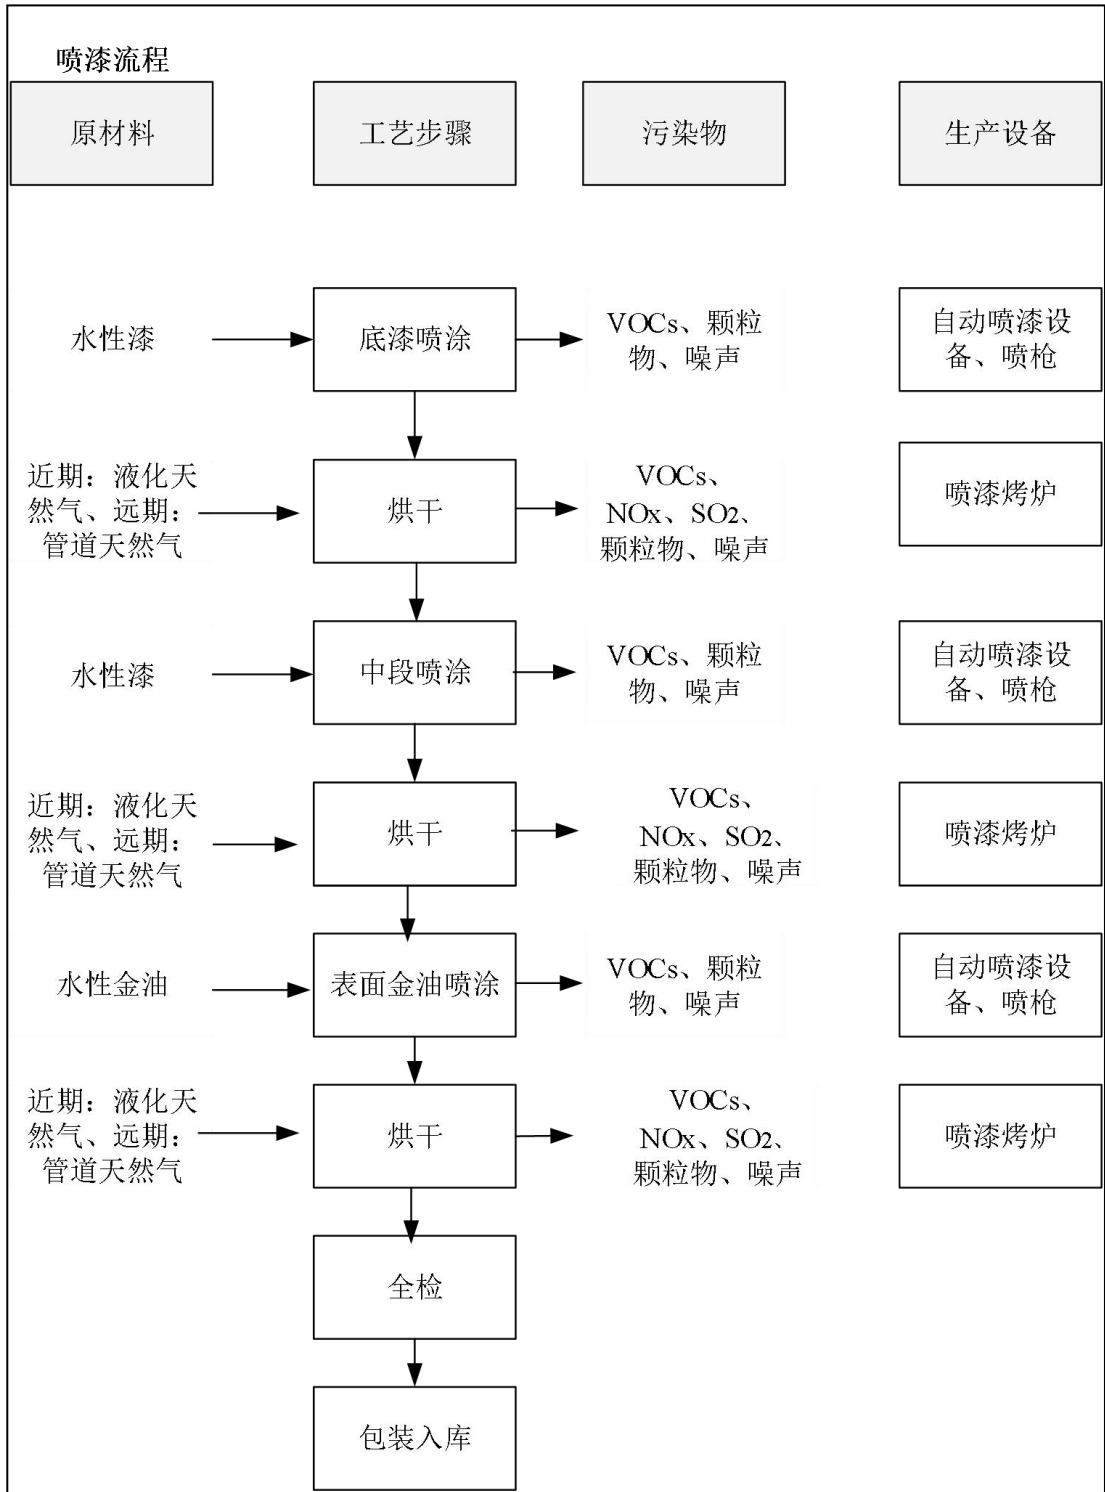 喷漆流程
原材料
工艺步骤
污染物
生产设备
水性漆
底漆喷涂
VOCs、颗粒
物、噪声
自动喷漆设
备、喷枪
近期：液化天
然气、远期：
管道天然气
烘干
VOCs、
NOx、SO2、
颗粒物、噪声
喷漆烤炉
水性漆
中段喷涂
VOCs、颗粒
物、噪声
自动喷漆设
备、喷枪
近期：液化天
然气、远期：
管道天然气
烘干
VOCs、
NOx、SO2、
颗粒物、噪声
喷漆烤炉
水性金油
表面金油喷涂
VOCs、颗粒
物、噪声
自动喷漆设
备、喷枪
近期：液化天
然气、远期：
管道天然气
烘干
VOCs、
NOx、SO2、
颗粒物、噪声
喷漆烤炉
全检
包装入库